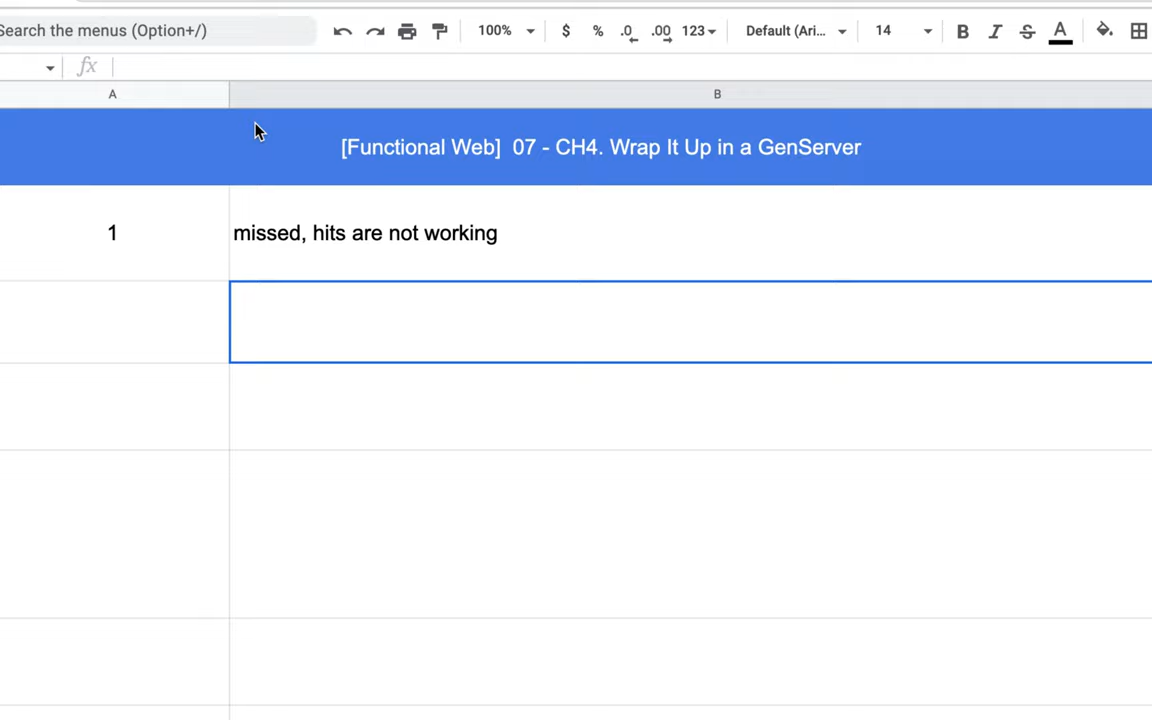 Search the menus (Option+/)
100% $ % .0 .00 123 Default (Ari... 14 B I S A
fx
A B
[Functional Web] 07 - CH4. Wrap It Up in a GenServer
1 missed, hits are not working